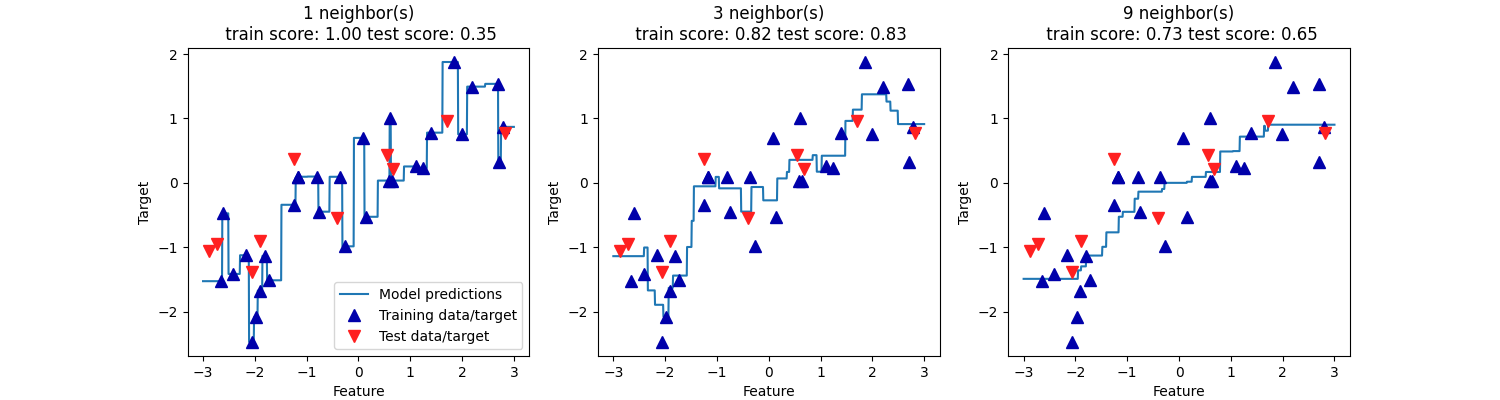 1 neighbor(s)
train score: 1.00 test score: 0.35
2
1
0
−1
−2
Target
−3
−2
−1
0
1
2
3
Feature
Model predictions
Training data/target
Test data/target
3 neighbor(s)
train score: 0.82 test score: 0.83
2
1
0
−1
−2
Target
−3
−2
−1
0
1
2
3
Feature
9 neighbor(s)
train score: 0.73 test score: 0.65
2
1
0
−1
−2
Target
−3
−2
−1
0
1
2
3
Feature